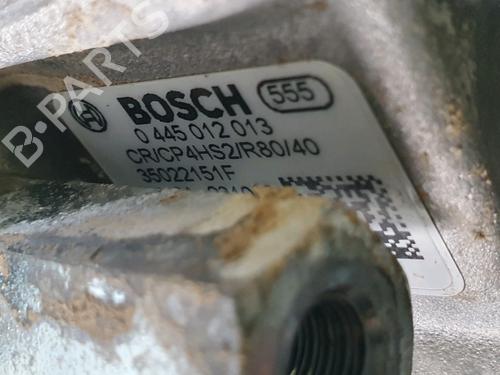 B-PARTS
BOSCH 555
0 445 012 013
CR/CP4HS2/R80/40
35022151F